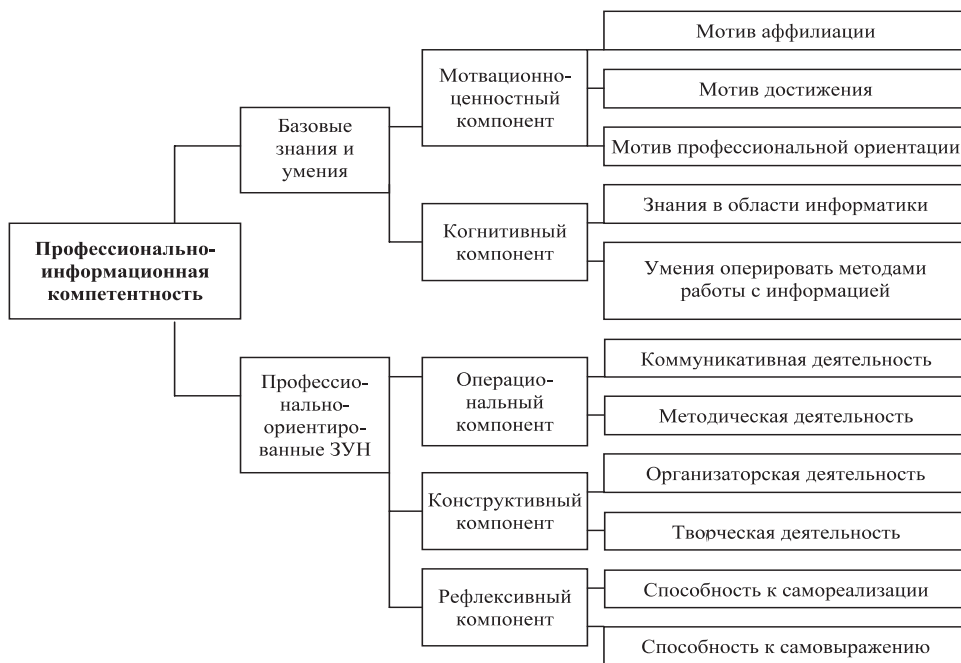 Профессионально-
информационная
компетентность
Базовые
знания и
умения
Мотвационно-
ценностный
компонент
Мотив аффилиации
Мотив достижения
Мотив профессиональной ориентации
Когнитивный
компонент
Знания в области информатики
Умения оперировать методами
работы с информацией
Профессио-
нально-
ориентиро-
ванные ЗУН
Операцио-
нальный
компонент
Коммуникативная деятельность
Методическая деятельность
Конструктивный
компонент
Организаторская деятельность
Творческая деятельность
Рефлексивный
компонент
Способность к самореализации
Способность к самовыражению